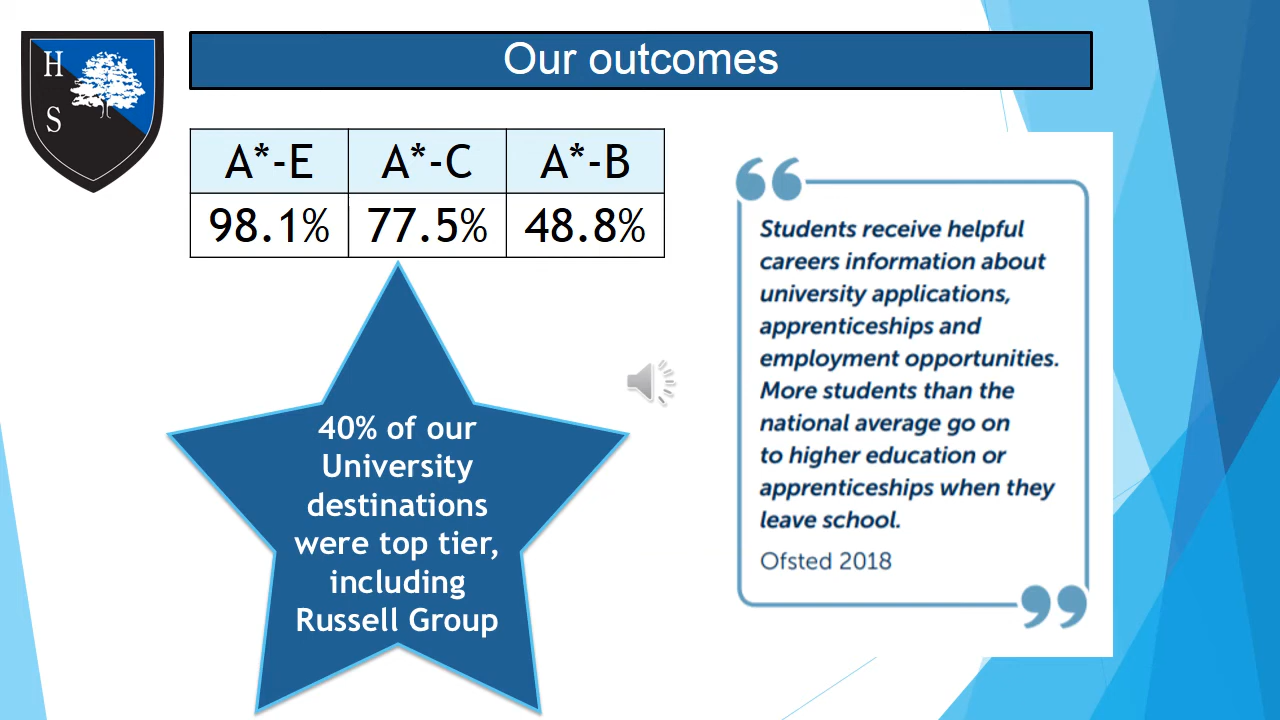 H
S
Our outcomes
A*-E A*-C A*-B
98.1% 77.5% 48.8%
40% of our
University
destinations
were top tier,
including
Russell Group
“
Students receive helpful
careers information about
university applications,
apprenticeships and
employment opportunities.
More students than the
national average go on
to higher education or
apprenticeships when they
leave school.
Ofsted 2018
”